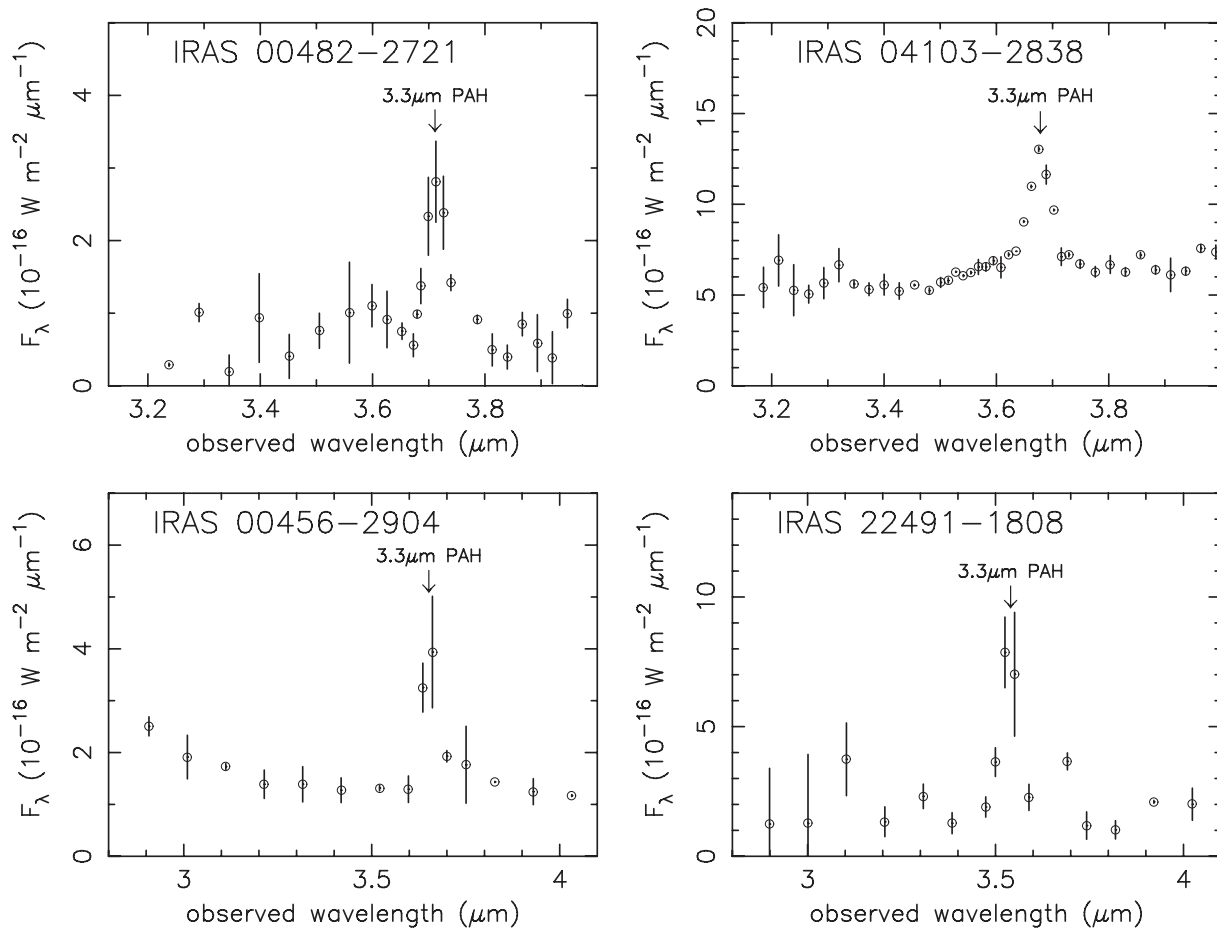 IRAS 00482−2721
3.3μm PAH
F_λ (10^−16 W m^−2 μm^−1)
4
2
0
3.2 3.4 3.6 3.8
observed wavelength (μm)
IRAS 04103−2838
3.3μm PAH
F_λ (10^−16 W m^−2 μm^−1)
20
15
10
5
0
3.2 3.4 3.6 3.8
observed wavelength (μm)
IRAS 00456−2904
3.3μm PAH
F_λ (10^−16 W m^−2 μm^−1)
6
4
2
0
3 3.5 4
observed wavelength (μm)
IRAS 22491−1808
3.3μm PAH
F_λ (10^−16 W m^−2 μm^−1)
10
5
0
3 3.5 4
observed wavelength (μm)